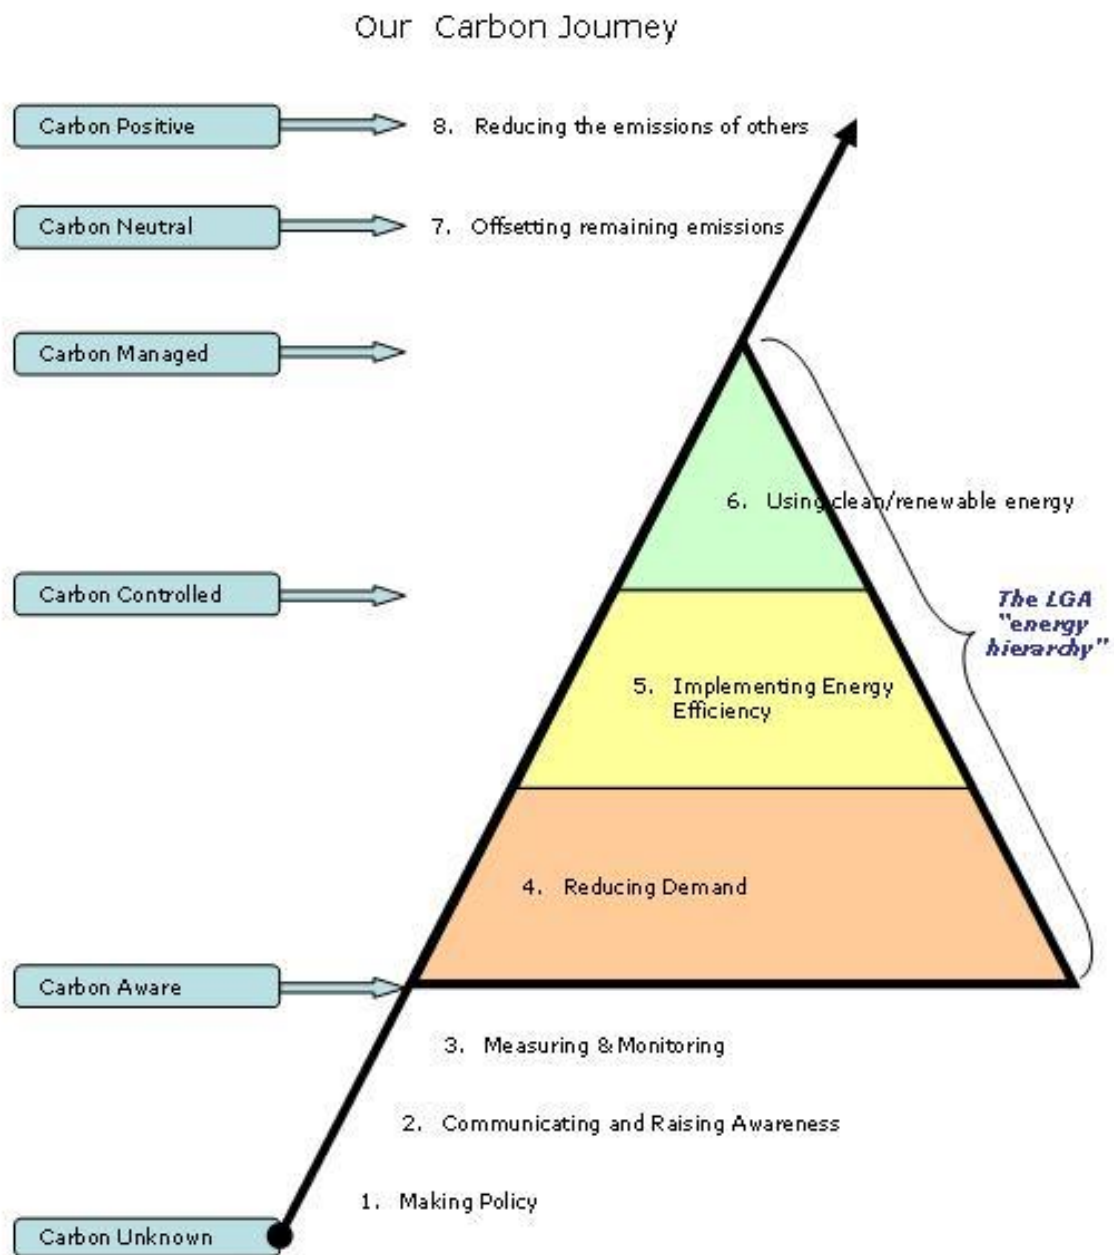 Our Carbon Journey
Carbon Positive
8. Reducing the emissions of others
Carbon Neutral
7. Offsetting remaining emissions
Carbon Managed
6. Using clean/renewable energy
Carbon Controlled
The LGA
"energy
hierarchy"
5. Implementing Energy
Efficiency
4. Reducing Demand
Carbon Aware
3. Measuring & Monitoring
2. Communicating and Raising Awareness
1. Making Policy
Carbon Unknown